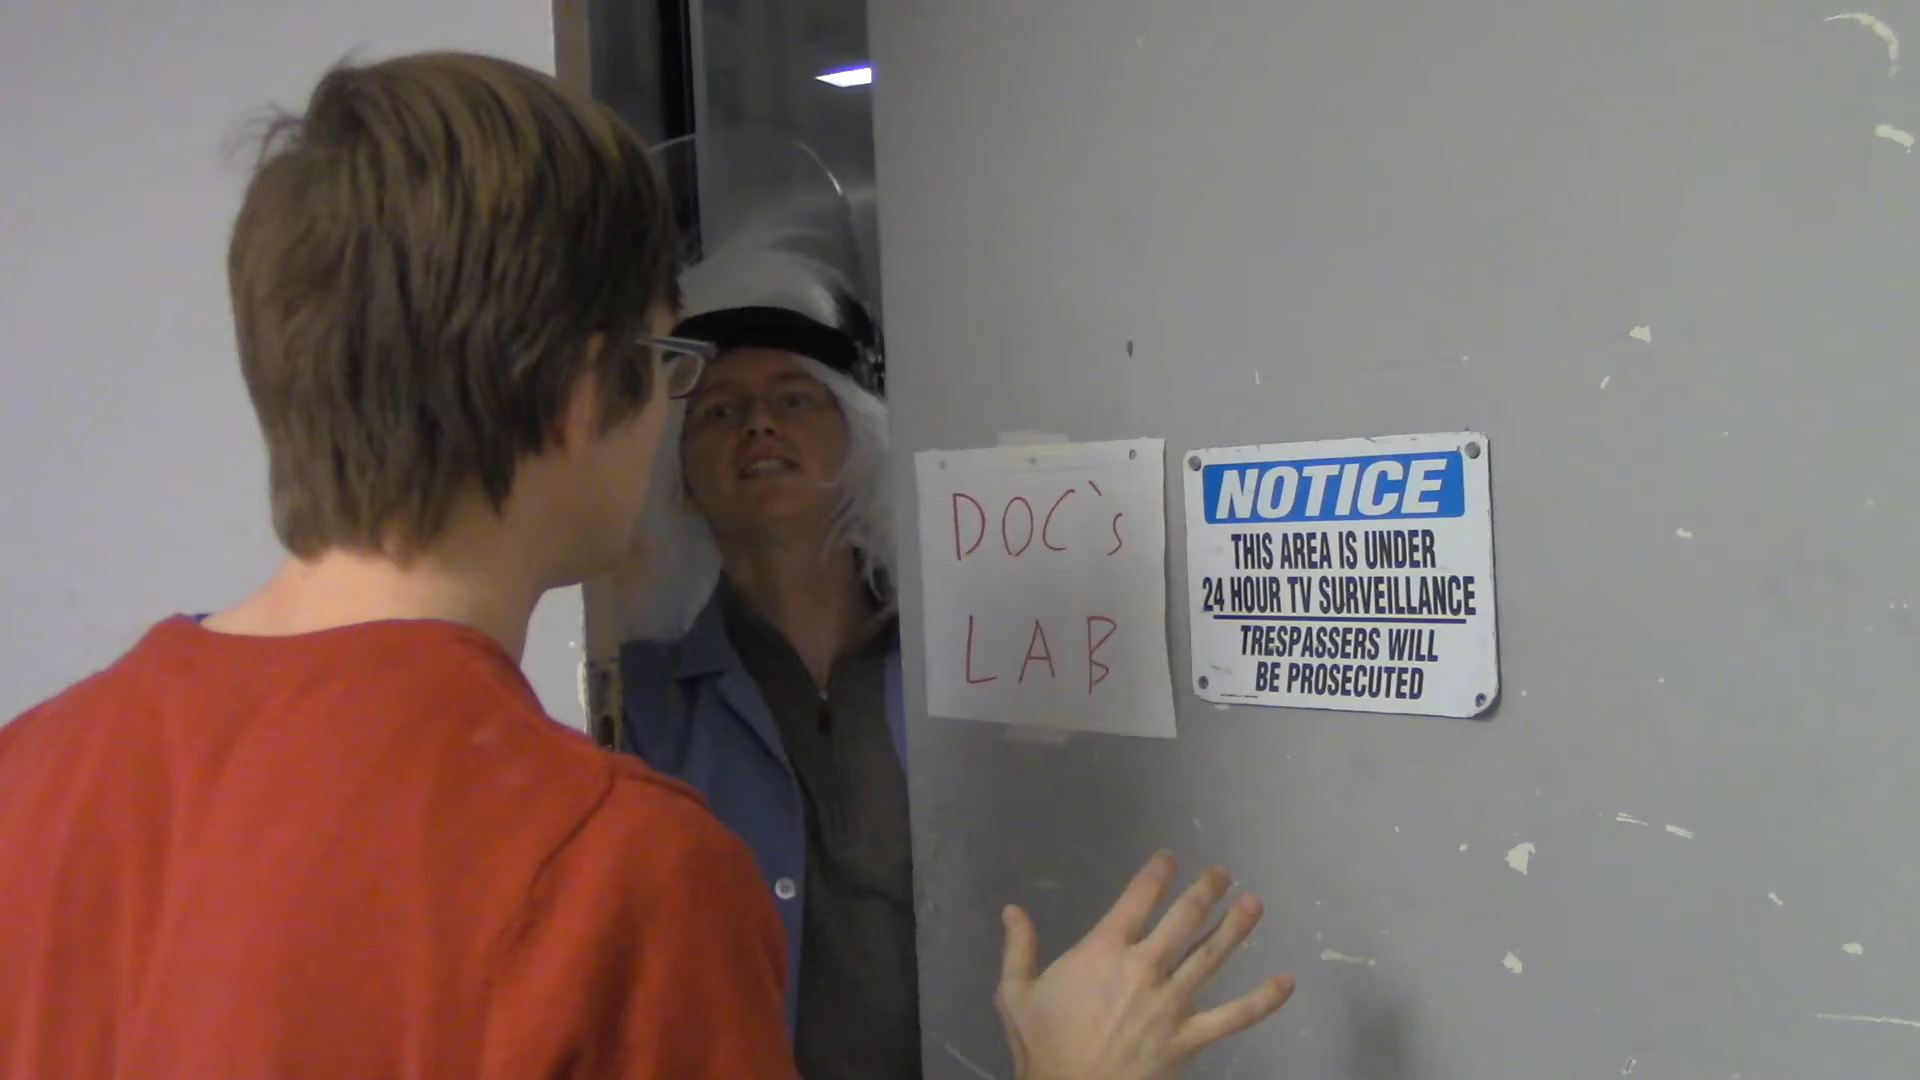 DOC`s
LAB
NOTICE
THIS AREA IS UNDER
24 HOUR TV SURVEILLANCE
TRESPASSERS WILL
BE PROSECUTED